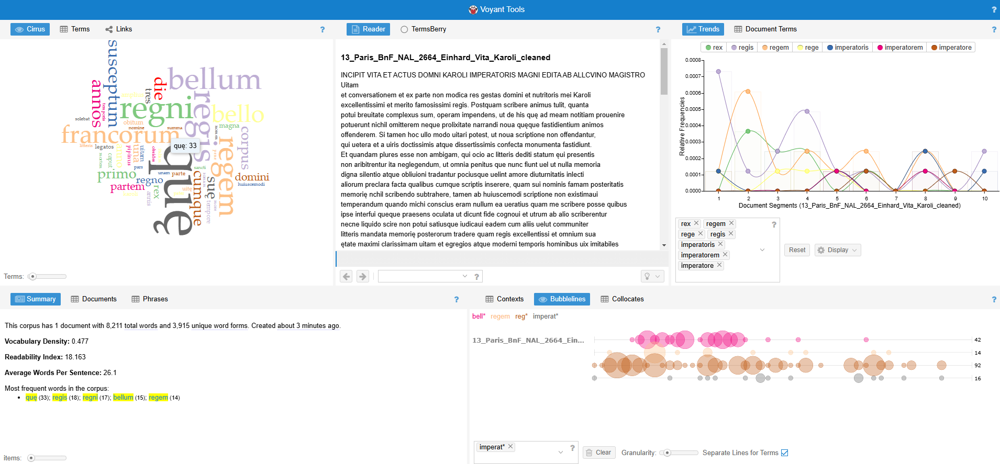 Voyant Tools
?
Cirrus Terms Links ?
susceptum
bellum
die
annos
tres
amplius
temporis
regni
regis
bello
solebat
obitum
nomine
summa
magna
nomen
francorum
corpus
quę: 33
litteris
legatos
anno
una
uitam
pipinus
obsides
regem
pene
mortem
caput
pars
sancti
primo
unam
parte
romam
domini
regno
cumque
sue
huiuscemodi
partem
rex
uite
karoli
annis
tempore
more
quę
Terms:
Reader TermsBerry ?
13_Paris_BnF_NAL_2664_Einhard_Vita_Karoli_cleaned
INCIPIT VITA ET ACTUS DOMNI KAROLI IMPERATORIS MAGNI EDITA AB ALLCVINO MAGISTRO
Uitam
et conversationem et ex parte non modica res gestas domini et nutritoris mei Karoli
excellentissimi et merito famosissimi regis. Postquam scribere animus tulit, quanta
potui breuitate complexus sum, operam impendens, ut de his quę ad meam notitiam prouenire
potuerunt nichil omitterem neque prolixitate narrandi noua quęque fastidientium animos
offenderem. Si tamen hoc ullo modo uitari potest, ut noua scriptione non offendantur,
qui uetera et a uiris doctissimis atque dissertissimis confecta monumenta fastidiunt.
Et quandam plures esse non ambigam, qui ocio ac litteris dediti statum ęui presentis
non aribitrentur ita neglegendum, ut omnia penitus que nunc fiunt uel ut nulla memoria
digna silentio atque obliuioni tradantur pociusque uelint amore diuturnitatis inlecti
aliorum preclara facta qualibus cumque scriptis inserere, quam sui nominis famam posteritatis
memorię nchil scribendo subtrahere, tamen ab huiuscemodi scriptione non existimaui
temperandum quando michi conscius eram nullum ea ueratius quam me scribere posse quibus
ipse interfui queque praesens oculata ut dicunt fide cognoui et utrum ab alio scriberentur
necne liquido scire non potui satiusque iudicaui eadem cum aliis uelut communiter
litteris mandata memorię posterorum tradere quam regis excellentissi et omnium sua
ętate maximi clarissimam uitam et egregios atque moderni temporis hominibus uix imitabiles
?
Trends Document Terms ?
rex regis regem rege imperatoris imperatorem imperatore
Relative Frequencies
0.0008
0.0007
0.0006
0.0005
0.0004
0.0003
0.0002
0.0001
0.0000
1 2 3 4 5 6 7 8 9 10
Document Segments (13_Paris_BnF_NAL_2664_Einhard_Vita_Karoli_cleaned)
rex × regem ×
rege × regis ×
imperatoris ×
imperatorem ×
imperatore ×
?
Reset Display
Summary Documents Phrases ?
This corpus has 1 document with 8,211 total words and 3,915 unique word forms. Created about 3 minutes ago.
Vocabulary Density: 0.477
Readability Index: 18.163
Average Words Per Sentence: 26.1
Most frequent words in the corpus:
• quę (33); regis (18); regni (17); bellum (15); regem (14)
items:
Contexts Bubblelines Collocates ?
bell* regem reg* imperat*
13_Paris_BnF_NAL_2664_Ein...
42
14
92
16
imperat* × ?
Clear Granularity: Separate Lines for Terms